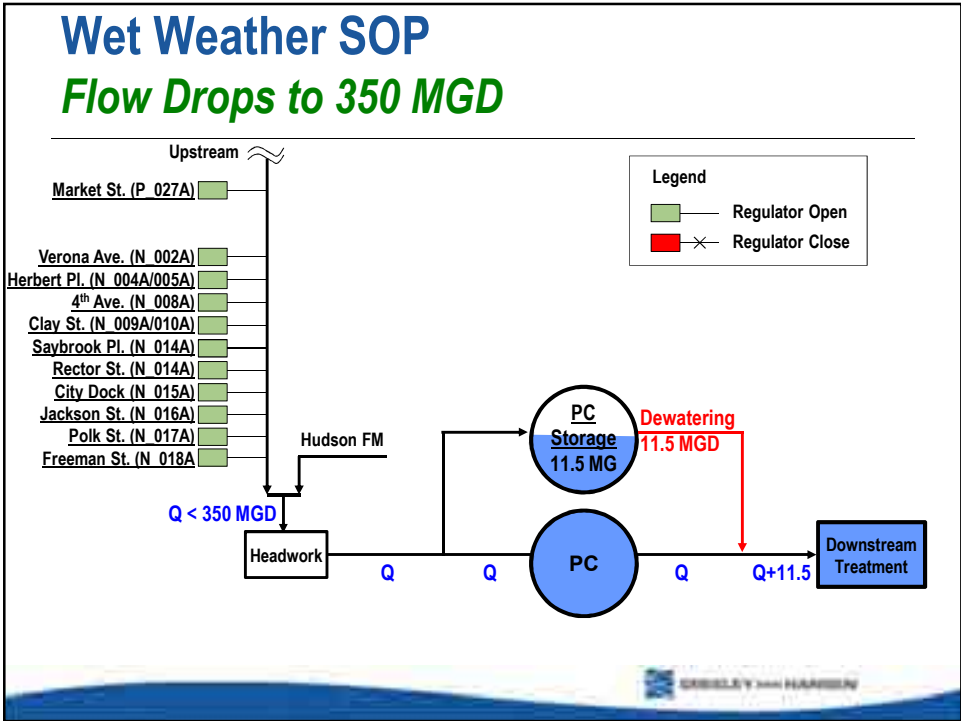 Wet Weather SOP
Flow Drops to 350 MGD
Upstream
Market St. (P_027A)
Verona Ave. (N_002A)
Herbert Pl. (N_004A/005A)
4th Ave. (N_008A)
Clay St. (N_009A/010A)
Saybrook Pl. (N_014A)
Rector St. (N_014A)
City Dock (N_015A)
Jackson St. (N_016A)
Polk St. (N_017A)
Freeman St. (N_018A
Legend
Regulator Open
Regulator Close
Hudson FM
Q < 350 MGD
Headwork
Q
Q
PC
Storage
11.5 MG
Dewatering
11.5 MGD
PC
Q
Q+11.5
Downstream
Treatment
GREELEY AND HANSEN